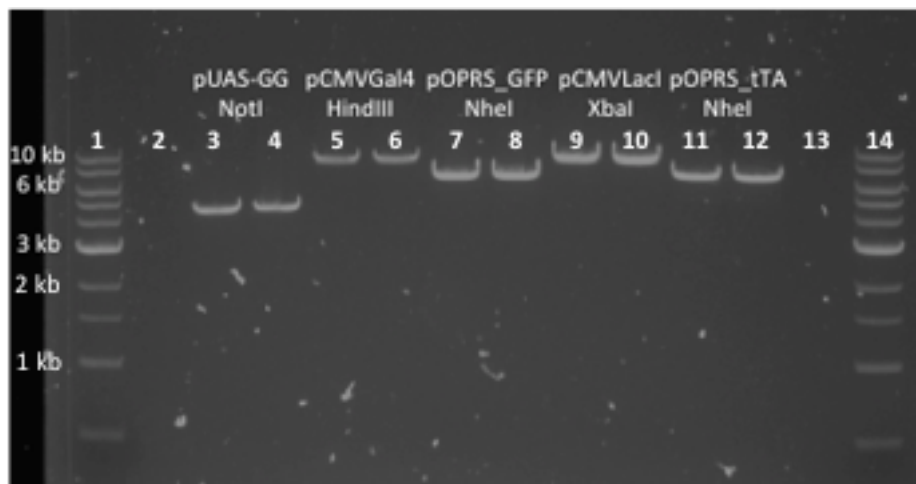 pUAS-GG pCMVGal4 pOPRS_GFP pCMVLacI pOPRS_tTA
NotI HindIII NheI XbaI NheI
1 2 3 4 5 6 7 8 9 10 11 12 13 14
10 kb
6 kb
3 kb
2 kb
1 kb